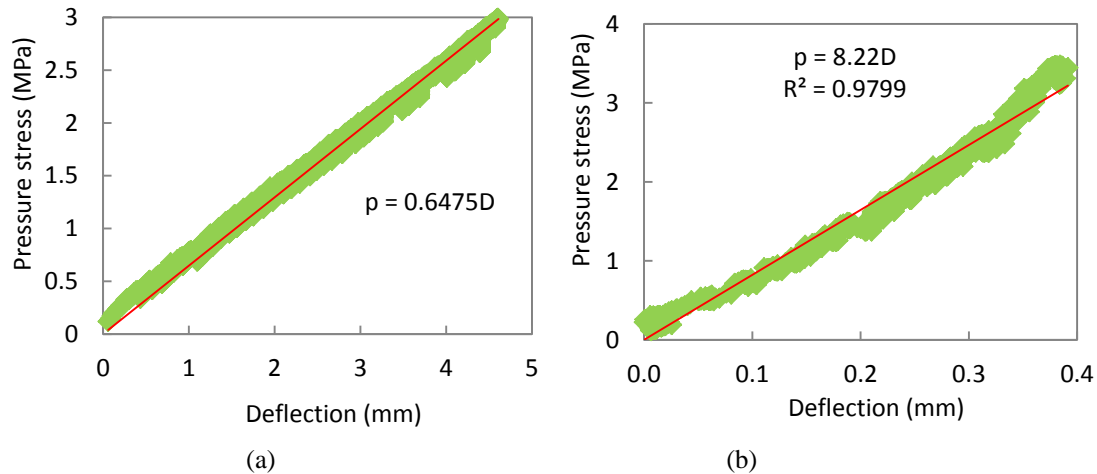 3
2.5
2
1.5
1
0.5
0
Pressure stress (MPa)
p = 0.6475D
0 1 2 3 4 5
Deflection (mm)
(a)
4
3
2
1
0
Pressure stress (MPa)
p = 8.22D
R² = 0.9799
0.0 0.1 0.2 0.3 0.4
Deflection (mm)
(b)